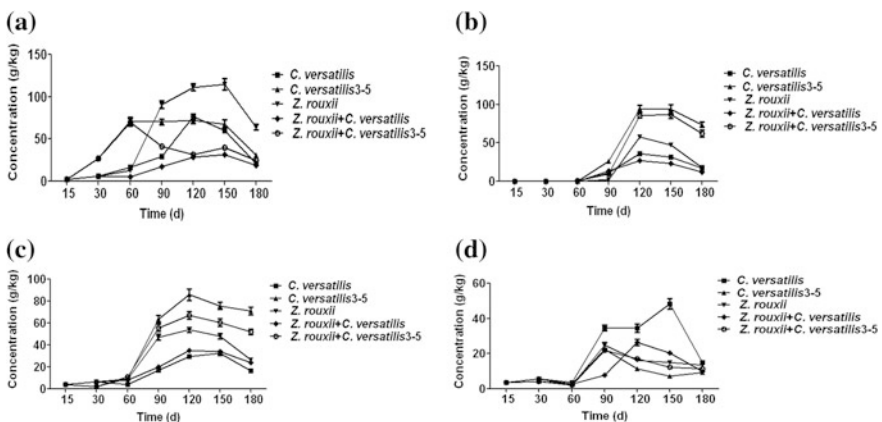 (a)
Concentration (g/kg)
150
100
50
0
15 30 60 90 120 150 180
Time (d)
C. versatilis
C. versatilis3-5
Z. rouxii
Z. rouxii+C. versatilis
Z. rouxii+C. versatilis3-5
(b)
Concentration (g/kg)
150
100
50
0
15 30 60 90 120 150 180
Time (d)
C. versatilis
C. versatilis3-5
Z. rouxii
Z. rouxii+C. versatilis
Z. rouxii+C. versatilis3-5
(c)
Concentration (g/kg)
100
80
60
40
20
0
15 30 60 90 120 150 180
Time (d)
C. versatilis
C. versatilis3-5
Z. rouxii
Z. rouxii+C. versatilis
Z. rouxii+C. versatilis3-5
(d)
Concentration (g/kg)
60
40
20
0
15 30 60 90 120 150 180
Time (d)
C. versatilis
C. versatilis3-5
Z. rouxii
Z. rouxii+C. versatilis
Z. rouxii+C. versatilis3-5